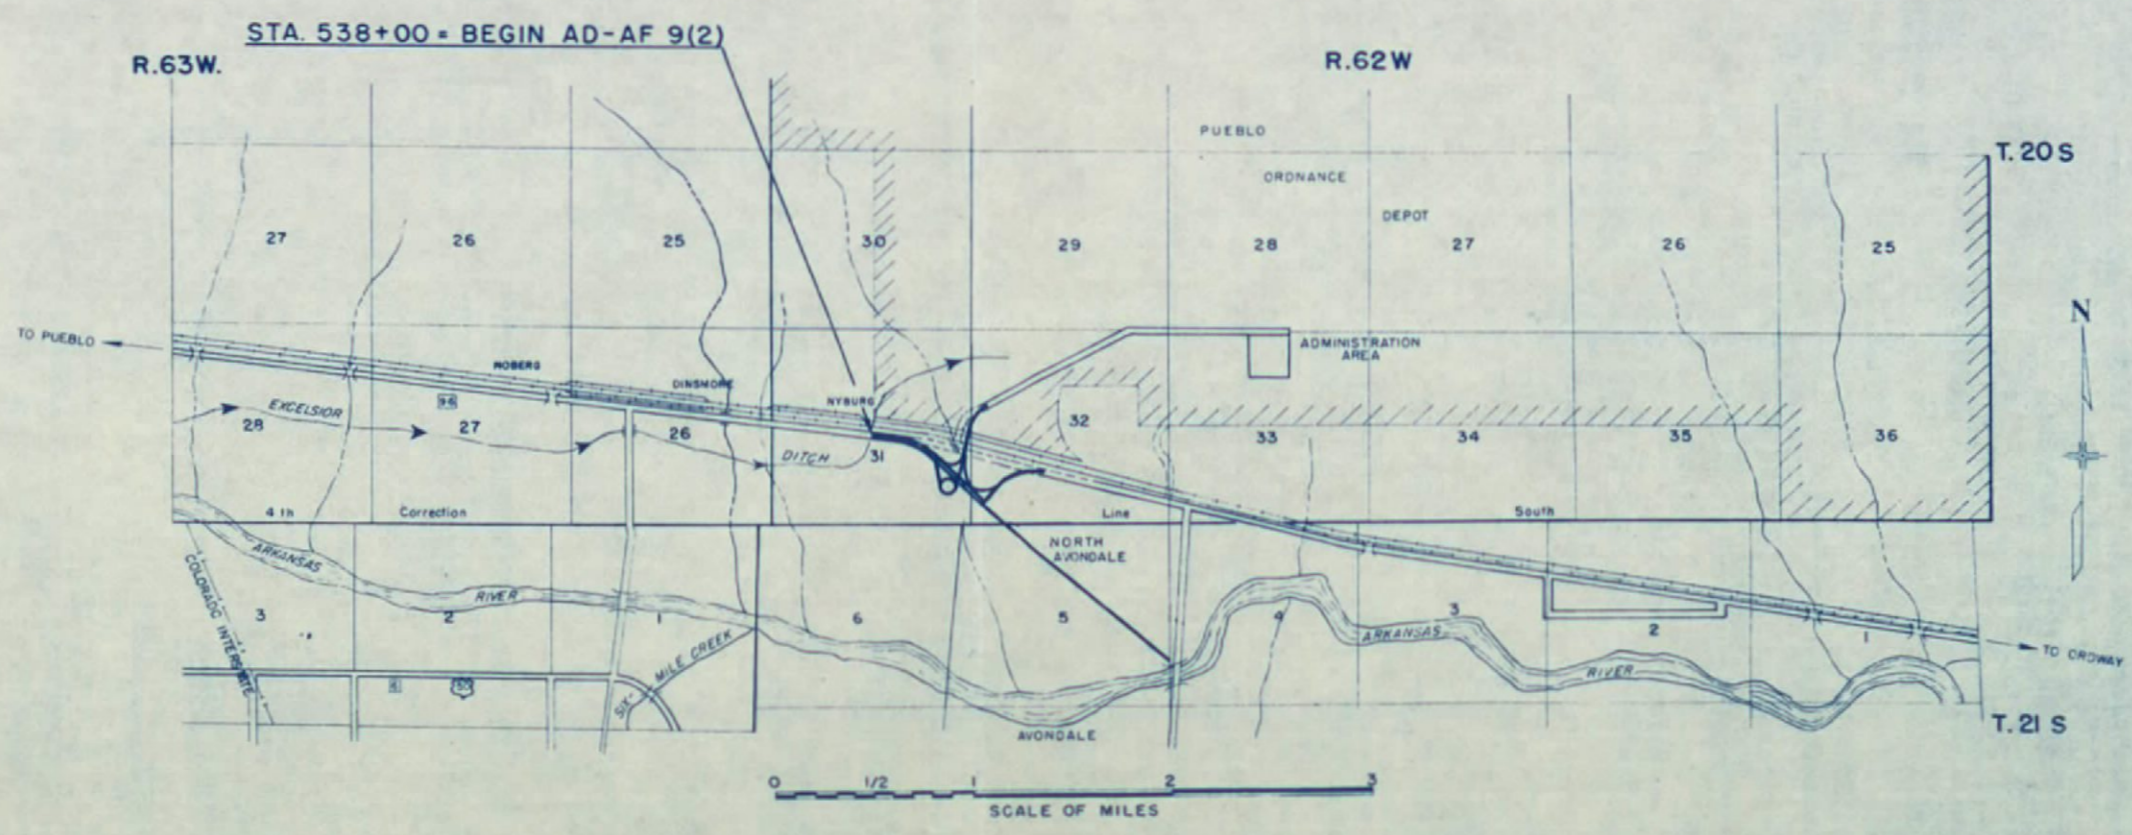 STA. 538+00 = BEGIN AD-AF 9(2)
R.63W.
R.62W
PUEBLO
T.20S
ORDNANCE
DEPOT
27
26
25
30
29
28
27
26
25
N
TO PUEBLO
ADMINISTRATION
AREA
MOBERG
DINSMORE
NYBURG
96
EXCELSIOR
28
27
26
DITCH
31
32
33
34
35
36
4th Correction Line South
ARKANSAS
NORTH
AVONDALE
COLORADO INTERSTATE
RIVER
3
2
1
6
5
4
3
2
1
ARKANSAS
RIVER
SIX MILE CREEK
TO ORDWAY
50
AVONDALE
T.21 S
0 1/2 1 2 3
SCALE OF MILES